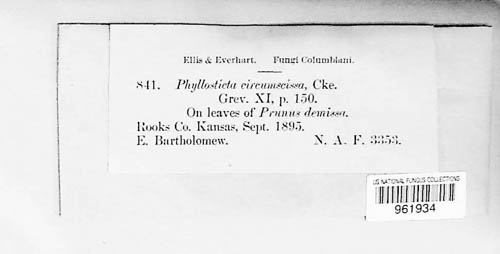 Ellis & Everhart. Fungi Columbiani.
841. Phyllosticta circumscissa, Cke.
Grev. XI, p. 150.
On leaves of Prunus demissa.
Rooks Co. Kansas, Sept. 1895.
E. Bartholomew. N. A. F. 3353.
US NATIONAL FUNGUS COLLECTIONS
961934